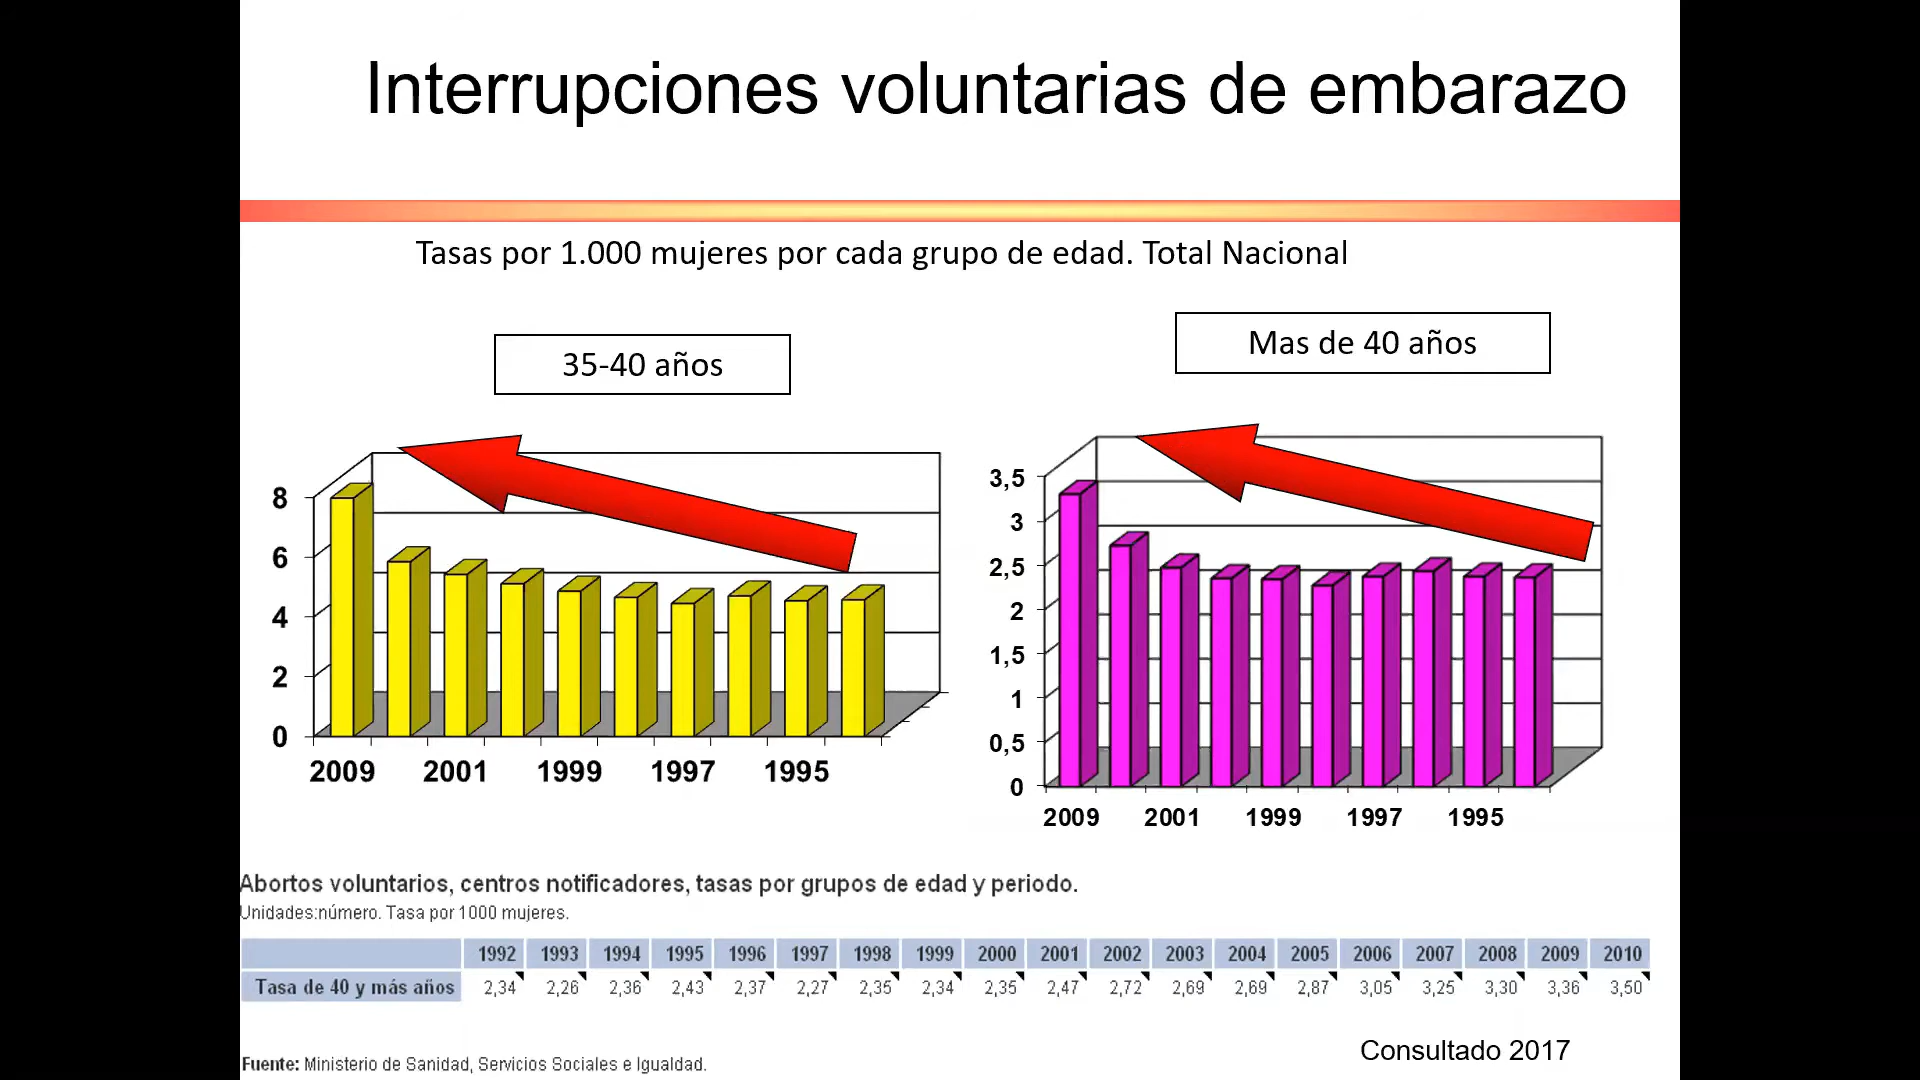 Interrupciones voluntarias de embarazo
Tasas por 1.000 mujeres por cada grupo de edad. Total Nacional
35-40 años
Mas de 40 años
8
6
4
2
0
2009 2001 1999 1997 1995
3,5
3
2,5
2
1,5
1
0,5
0
2009 2001 1999 1997 1995
Abortos voluntarios, centros notificadores, tasas por grupos de edad y periodo.
Unidades:número. Tasa por 1000 mujeres.
1992 1993 1994 1995 1996 1997 1998 1999 2000 2001 2002 2003 2004 2005 2006 2007 2008 2009 2010
Tasa de 40 y más años 2,34 2,26 2,36 2,43 2,37 2,27 2,35 2,34 2,35 2,47 2,72 2,69 2,69 2,87 3,05 3,25 3,30 3,36 3,50
Consultado 2017
Fuente: Ministerio de Sanidad, Servicios Sociales e Igualdad.